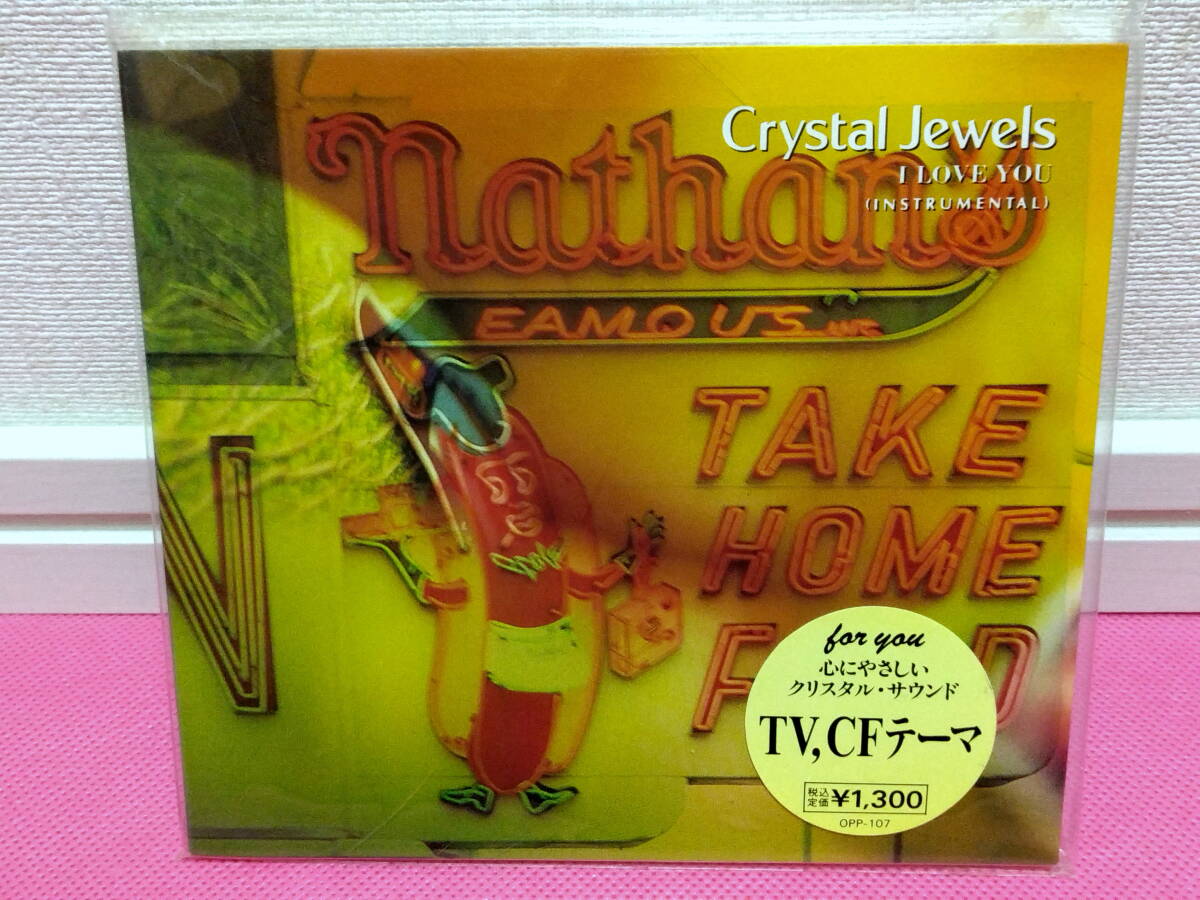 Crystal Jewels
I LOVE YOU
(INSTRUMENTAL)
Nathan's
FAMOUS INC
TAKE
HOME
F D
N
for you
心にやさしい
クリスタル・サウンド
TV,CFテーマ
税込
定価 ¥1,300
OPP-107